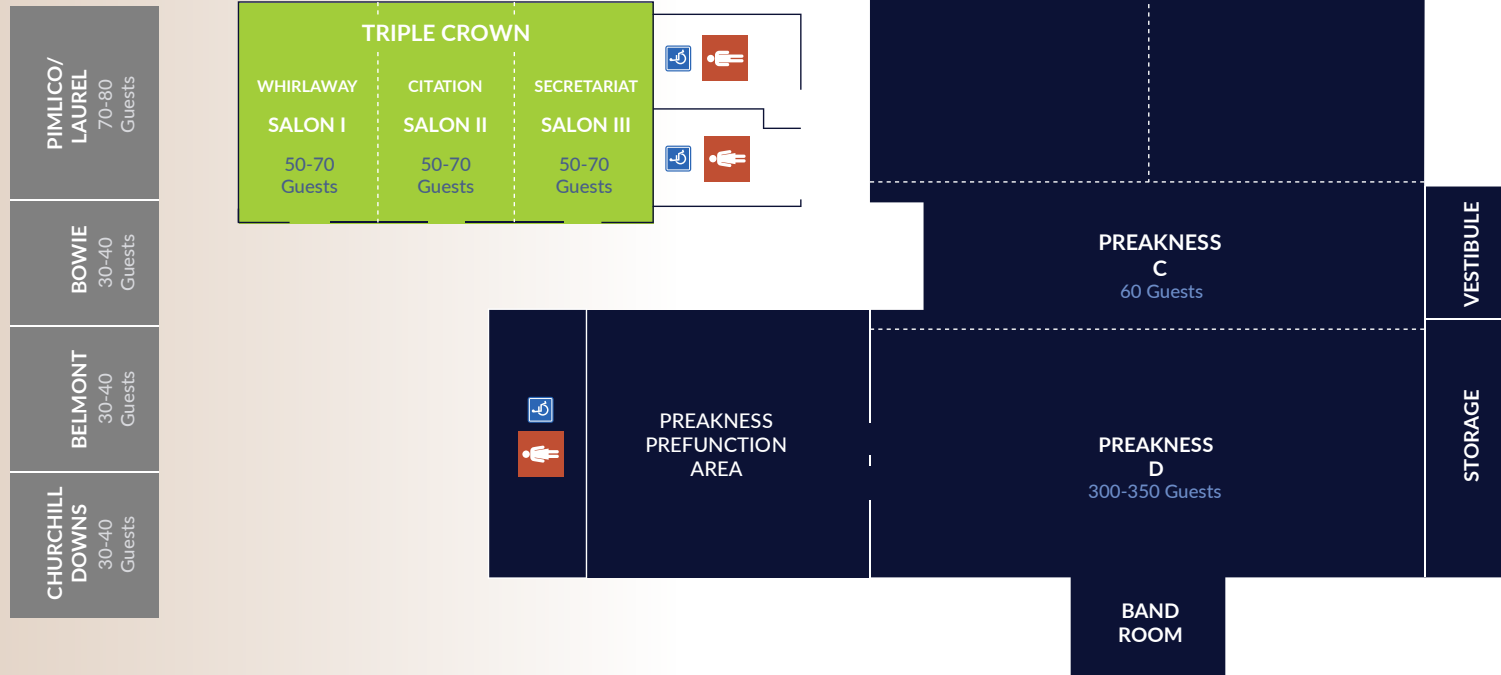 PIMLICO/
LAUREL
70-80
Guests
BOWIE
30-40
Guests
BELMONT
30-40
Guests
CHURCHILL
DOWNS
30-40
Guests
TRIPLE CROWN
WHIRLAWAY
SALON I
50-70
Guests
CITATION
SALON II
50-70
Guests
SECRETARIAT
SALON III
50-70
Guests
PREAKNESS
PREFUNCTION
AREA
PREAKNESS
C
60 Guests
PREAKNESS
D
300-350 Guests
VESTIBULE
STORAGE
BAND
ROOM